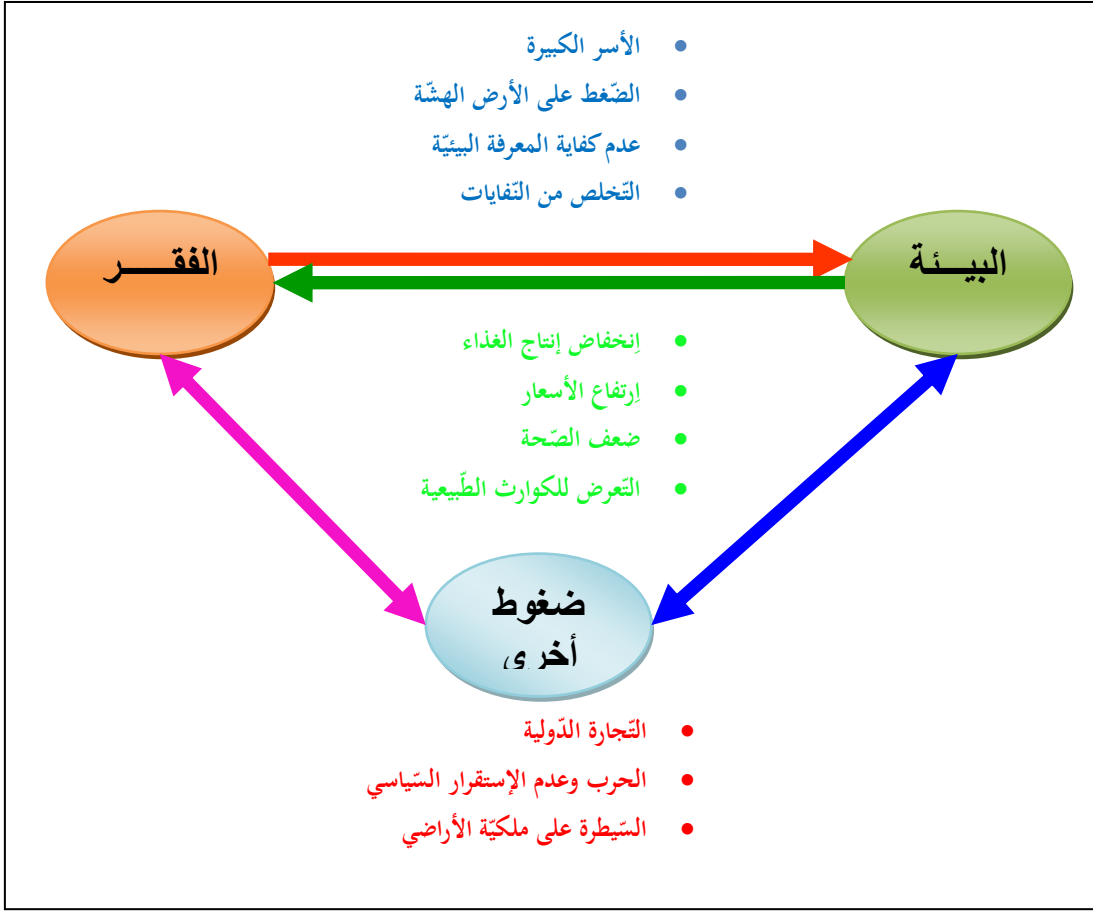 الأسر الكبيرة
الضّغط على الأرض الهشّة
عدم كفاية المعرفة البيئيّة
التّخلص من النّفايات
البيـــئة
الفقـــــر
اِنخفاض إنتاج الغذاء
اِرتفاع الأسعار
ضعف الصّحة
التّعرض للكوارث الطّبيعية
ضغوط
أخرى
التّجارة الدّولية
الحرب وعدم الإستقرار السّياسي
السّيطرة على ملكيّة الأراضي